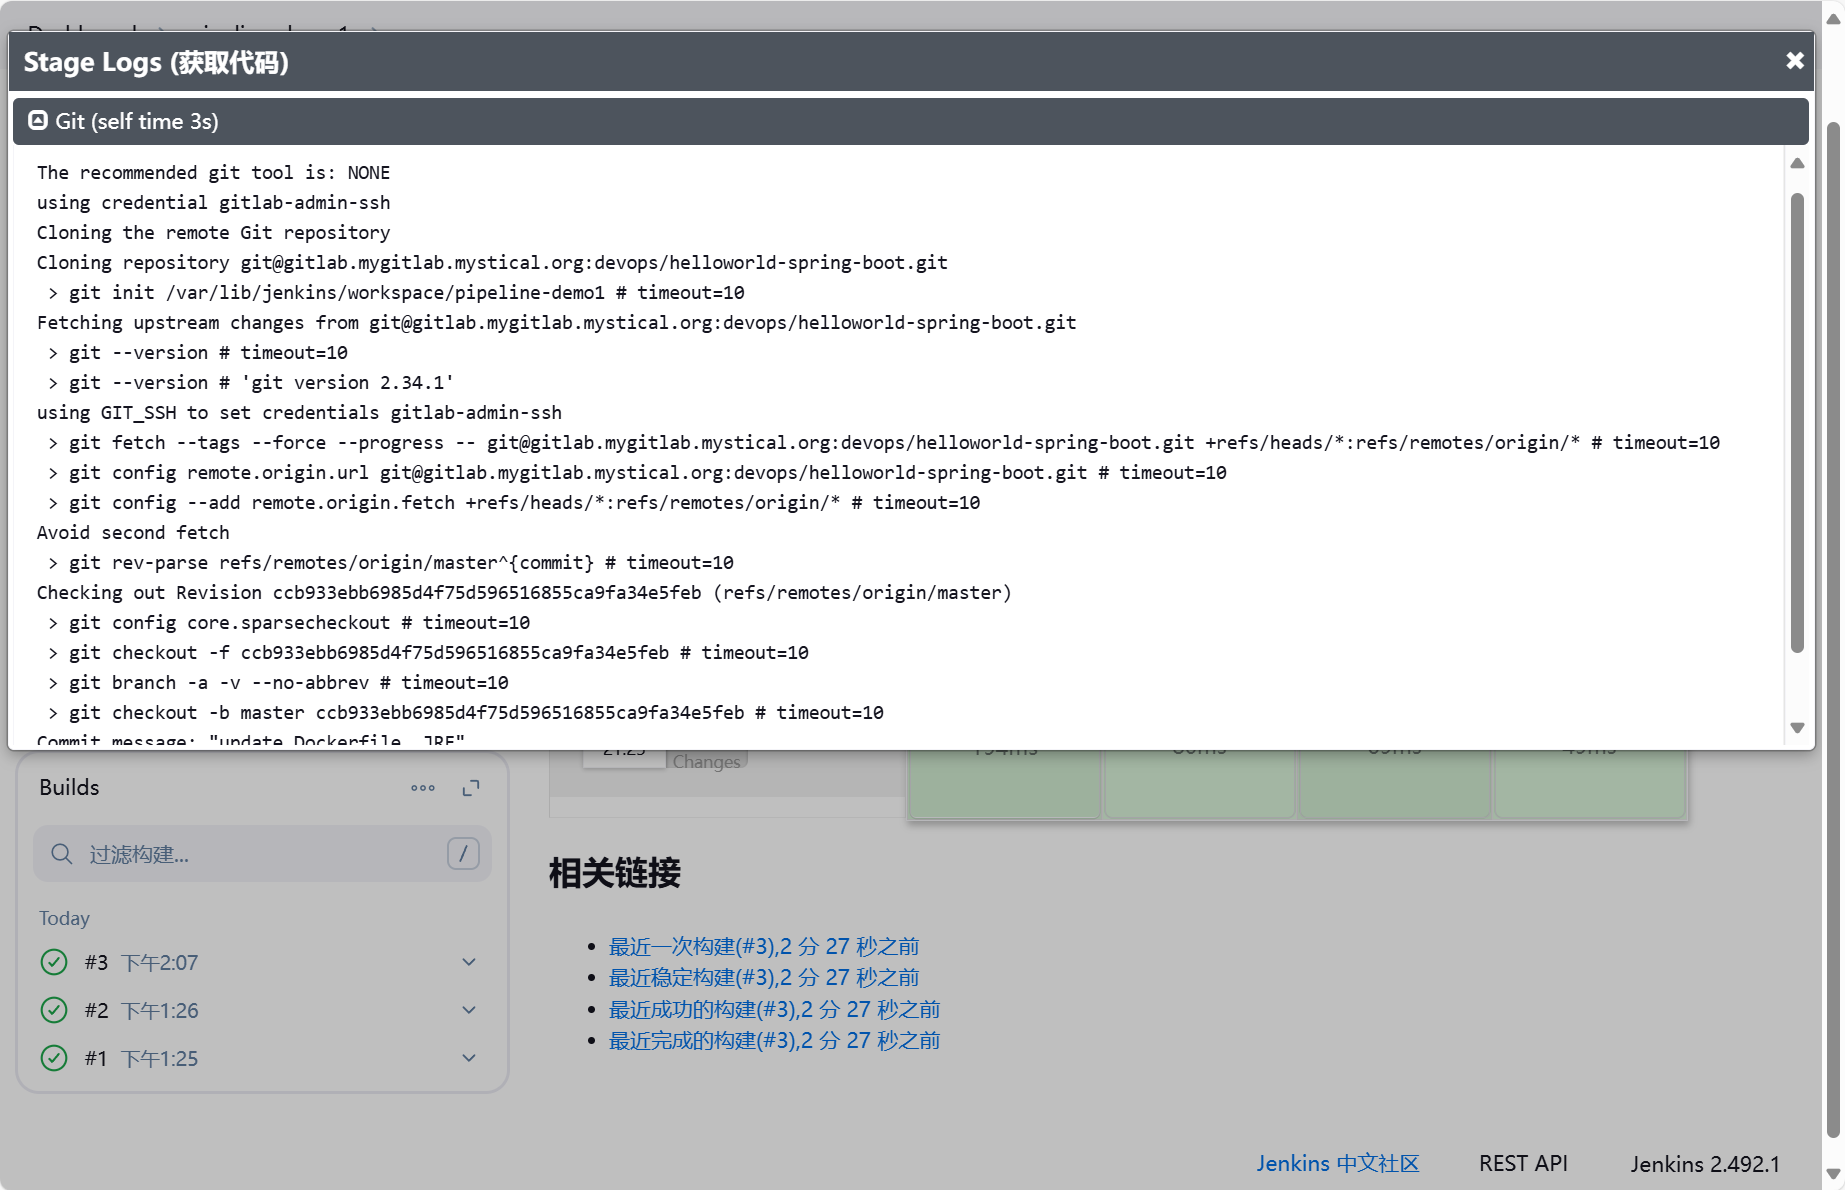 Stage Logs (获取代码)
Git (self time 3s)
The recommended git tool is: NONE
using credential gitlab-admin-ssh
Cloning the remote Git repository
Cloning repository git@gitlab.mygitlab.mystical.org:devops/helloworld-spring-boot.git
 > git init /var/lib/jenkins/workspace/pipeline-demo1 # timeout=10
Fetching upstream changes from git@gitlab.mygitlab.mystical.org:devops/helloworld-spring-boot.git
 > git --version # timeout=10
 > git --version # 'git version 2.34.1'
using GIT_SSH to set credentials gitlab-admin-ssh
 > git fetch --tags --force --progress -- git@gitlab.mygitlab.mystical.org:devops/helloworld-spring-boot.git +refs/heads/*:refs/remotes/origin/* # timeout=10
 > git config remote.origin.url git@gitlab.mygitlab.mystical.org:devops/helloworld-spring-boot.git # timeout=10
 > git config --add remote.origin.fetch +refs/heads/*:refs/remotes/origin/* # timeout=10
Avoid second fetch
 > git rev-parse refs/remotes/origin/master^{commit} # timeout=10
Checking out Revision ccb933ebb6985d4f75d596516855ca9fa34e5feb (refs/remotes/origin/master)
 > git config core.sparsecheckout # timeout=10
 > git checkout -f ccb933ebb6985d4f75d596516855ca9fa34e5feb # timeout=10
 > git branch -a -v --no-abbrev # timeout=10
 > git checkout -b master ccb933ebb6985d4f75d596516855ca9fa34e5feb # timeout=10
Commit message: "update Dockerfile JRE"
Changes
Builds
过滤构建...
/
Today
#3 下午2:07
#2 下午1:26
#1 下午1:25
相关链接
最近一次构建(#3),2 分 27 秒之前
最近稳定构建(#3),2 分 27 秒之前
最近成功的构建(#3),2 分 27 秒之前
最近完成的构建(#3),2 分 27 秒之前
Jenkins 中文社区
REST API
Jenkins 2.492.1